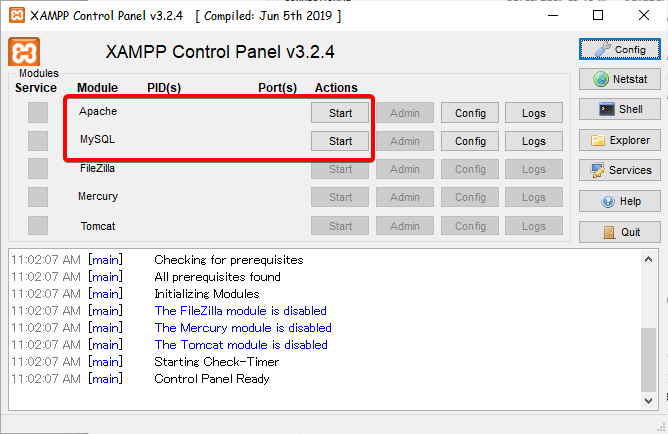 XAMPP Control Panel v3.2.4 [ Compiled: Jun 5th 2019 ]
XAMPP Control Panel v3.2.4
Config
Modules
Service Module PID(s) Port(s) Actions
Netstat
Apache Start Admin Config Logs
Shell
MySQL Start Admin Config Logs
Explorer
FileZilla Start Admin Config Logs
Services
Mercury Start Admin Config Logs
Help
Tomcat Start Admin Config Logs
Quit
11:02:07 AM [main] Checking for prerequisites
11:02:07 AM [main] All prerequisites found
11:02:07 AM [main] Initializing Modules
11:02:07 AM [main] The FileZilla module is disabled
11:02:07 AM [main] The Mercury module is disabled
11:02:07 AM [main] The Tomcat module is disabled
11:02:07 AM [main] Starting Check-Timer
11:02:07 AM [main] Control Panel Ready